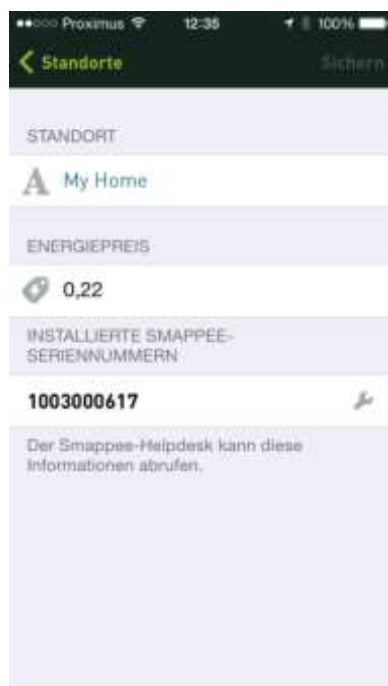 Proximus 12:35 100%
Standorte Sichern
STANDORT
A My Home
ENERGIEPREIS
0,22
INSTALLIERTE SMAPPEE-
SERIENNUMMERN
1003000617
Der Smappee-Helpdesk kann diese
Informationen abrufen.